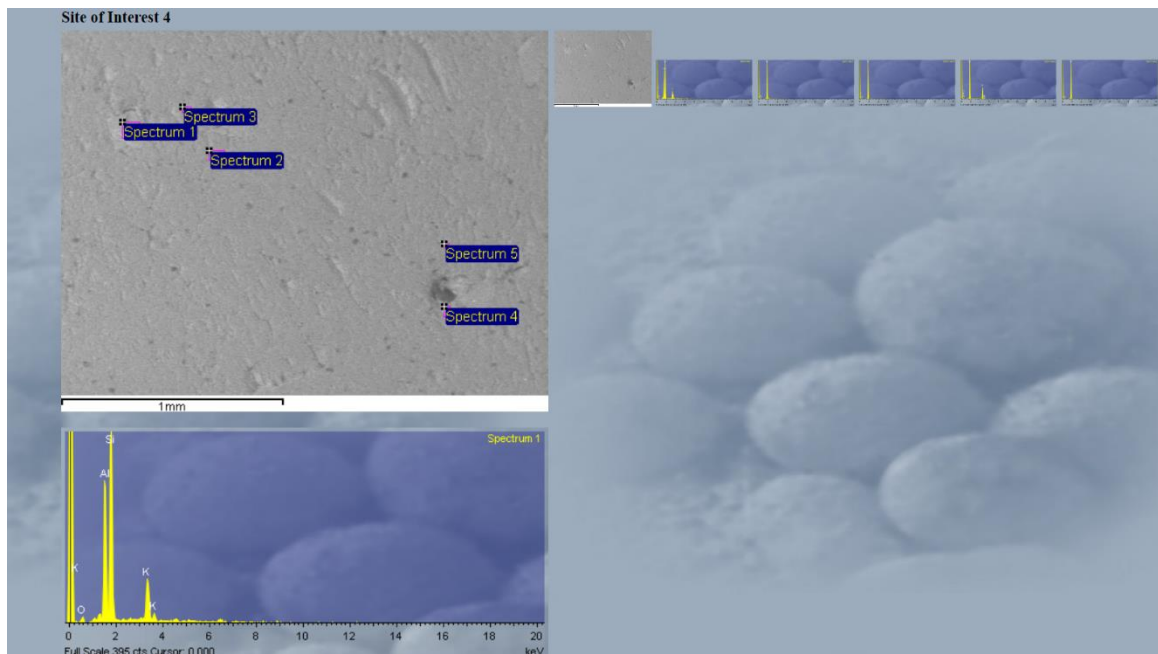 Site of Interest 4
Spectrum 3
Spectrum 1
Spectrum 2
Spectrum 5
Spectrum 4
1mm
Spectrum 1
Si
Al
K
K
K
O
0 2 4 6 8 10 12 14 16 18 20
Full Scale 395 cts Cursor: 0.000 keV